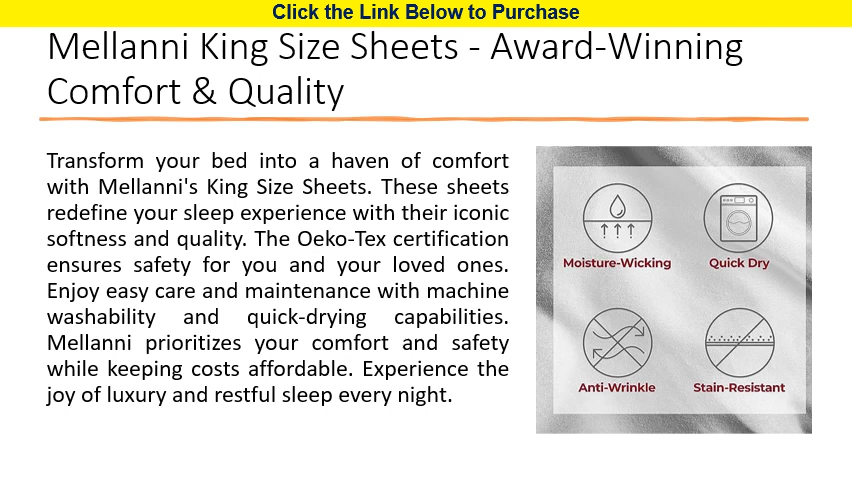 Click the Link Below to Purchase
Mellanni King Size Sheets - Award-Winning
Comfort & Quality
Transform your bed into a haven of comfort
with Mellanni's King Size Sheets. These sheets
redefine your sleep experience with their iconic
softness and quality. The Oeko-Tex certification
ensures safety for you and your loved ones.
Enjoy easy care and maintenance with machine
washability and quick-drying capabilities.
Mellanni prioritizes your comfort and safety
while keeping costs affordable. Experience the
joy of luxury and restful sleep every night.
Moisture-Wicking
Quick Dry
Anti-Wrinkle
Stain-Resistant